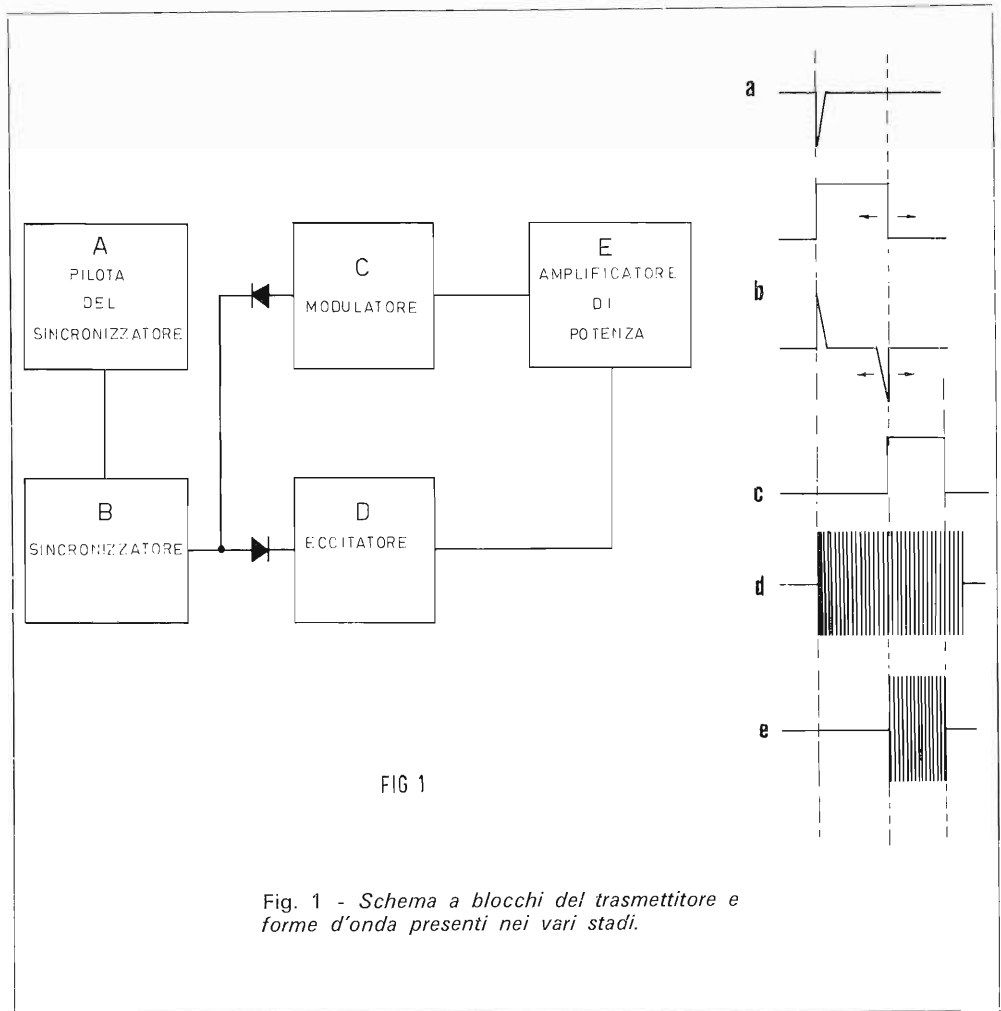 A
PILOTA
DEL
SINCRONIZZATORE
B
SINCRONIZZATORE
C
MODULATORE
D
ECCITATORE
E
AMPLIFICATORE
DI
POTENZA
a
b
c
d
e
FIG 1
Fig. 1 - Schema a blocchi del trasmettitore e
forme d'onda presenti nei vari stadi.